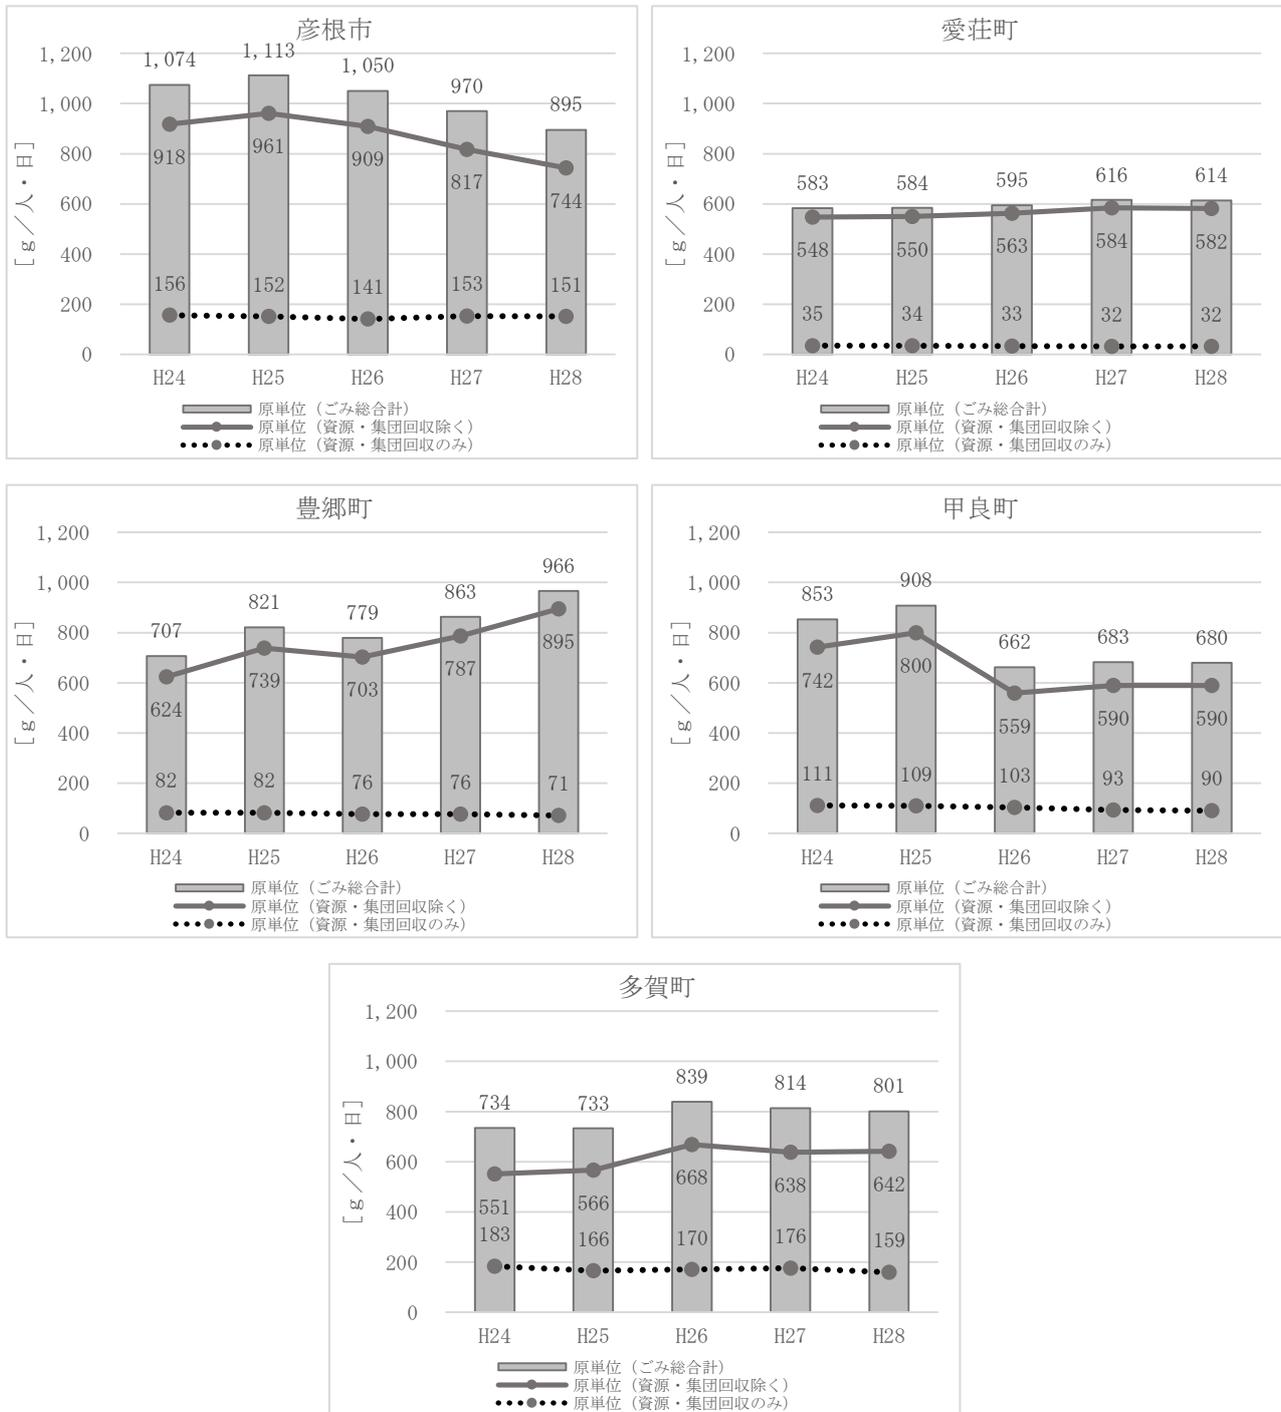 彦根市
[ｇ／人・日]
1,200
1,000
800
600
400
200
0
1,074 1,113 1,050 970 895
918 961 909 817 744
156 152 141 153 151
H24 H25 H26 H27 H28
原単位（ごみ総合計）
原単位（資源・集団回収除く）
原単位（資源・集団回収のみ）
愛荘町
[ｇ／人・日]
1,200
1,000
800
600
400
200
0
583 584 595 616 614
548 550 563 584 582
35 34 33 32 32
H24 H25 H26 H27 H28
原単位（ごみ総合計）
原単位（資源・集団回収除く）
原単位（資源・集団回収のみ）
豊郷町
[ｇ／人・日]
1,200
1,000
800
600
400
200
0
707 821 779 863 966
624 739 703 787 895
82 82 76 76 71
H24 H25 H26 H27 H28
原単位（ごみ総合計）
原単位（資源・集団回収除く）
原単位（資源・集団回収のみ）
甲良町
[ｇ／人・日]
1,200
1,000
800
600
400
200
0
853 908 662 683 680
742 800 559 590 590
111 109 103 93 90
H24 H25 H26 H27 H28
原単位（ごみ総合計）
原単位（資源・集団回収除く）
原単位（資源・集団回収のみ）
多賀町
[ｇ／人・日]
1,200
1,000
800
600
400
200
0
734 733 839 814 801
551 566 668 638 642
183 166 170 176 159
H24 H25 H26 H27 H28
原単位（ごみ総合計）
原単位（資源・集団回収除く）
原単位（資源・集団回収のみ）